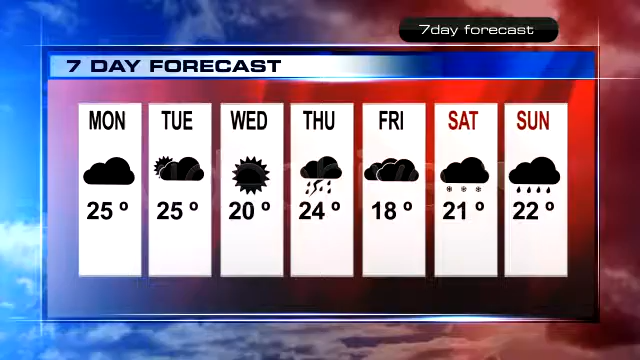 7day forecast
7 DAY FORECAST
MON TUE WED THU FRI SAT SUN
25 º 25 º 20 º 24 º 18 º 21 º 22 º